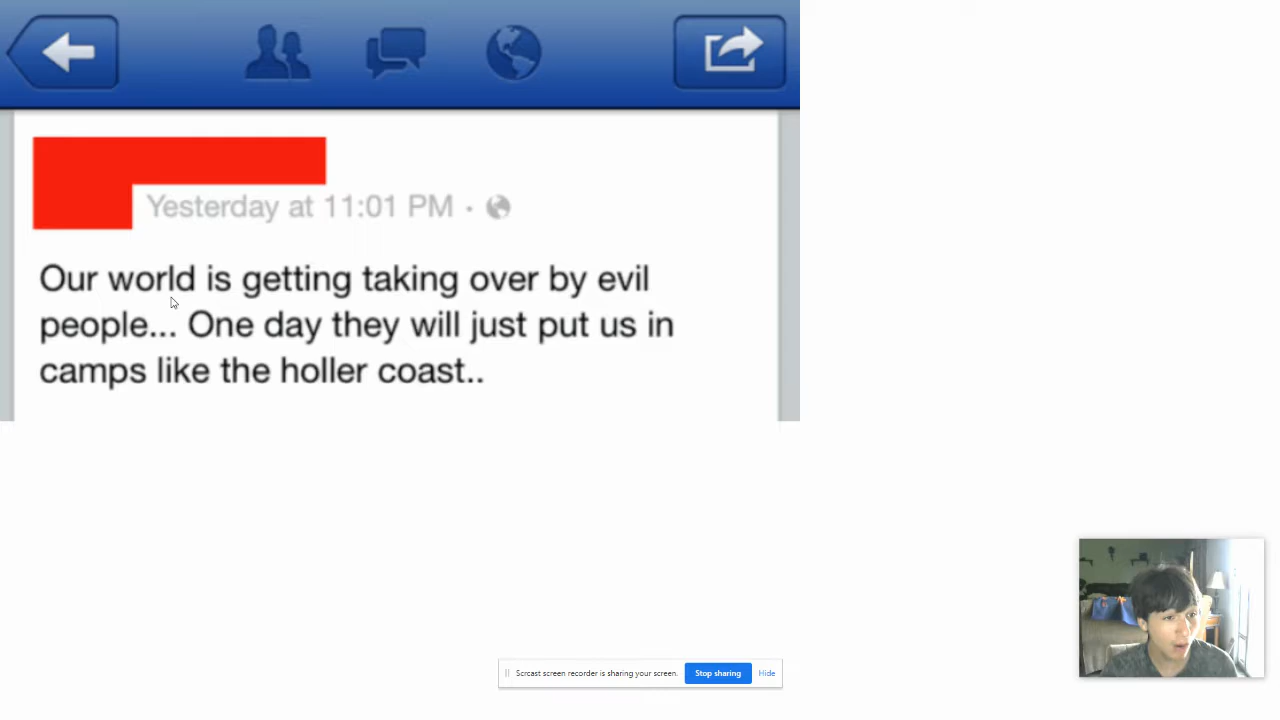 Yesterday at 11:01 PM ·
Our world is getting taking over by evil
people... One day they will just put us in
camps like the holler coast..
Scrcast screen recorder is sharing your screen. Stop sharing Hide